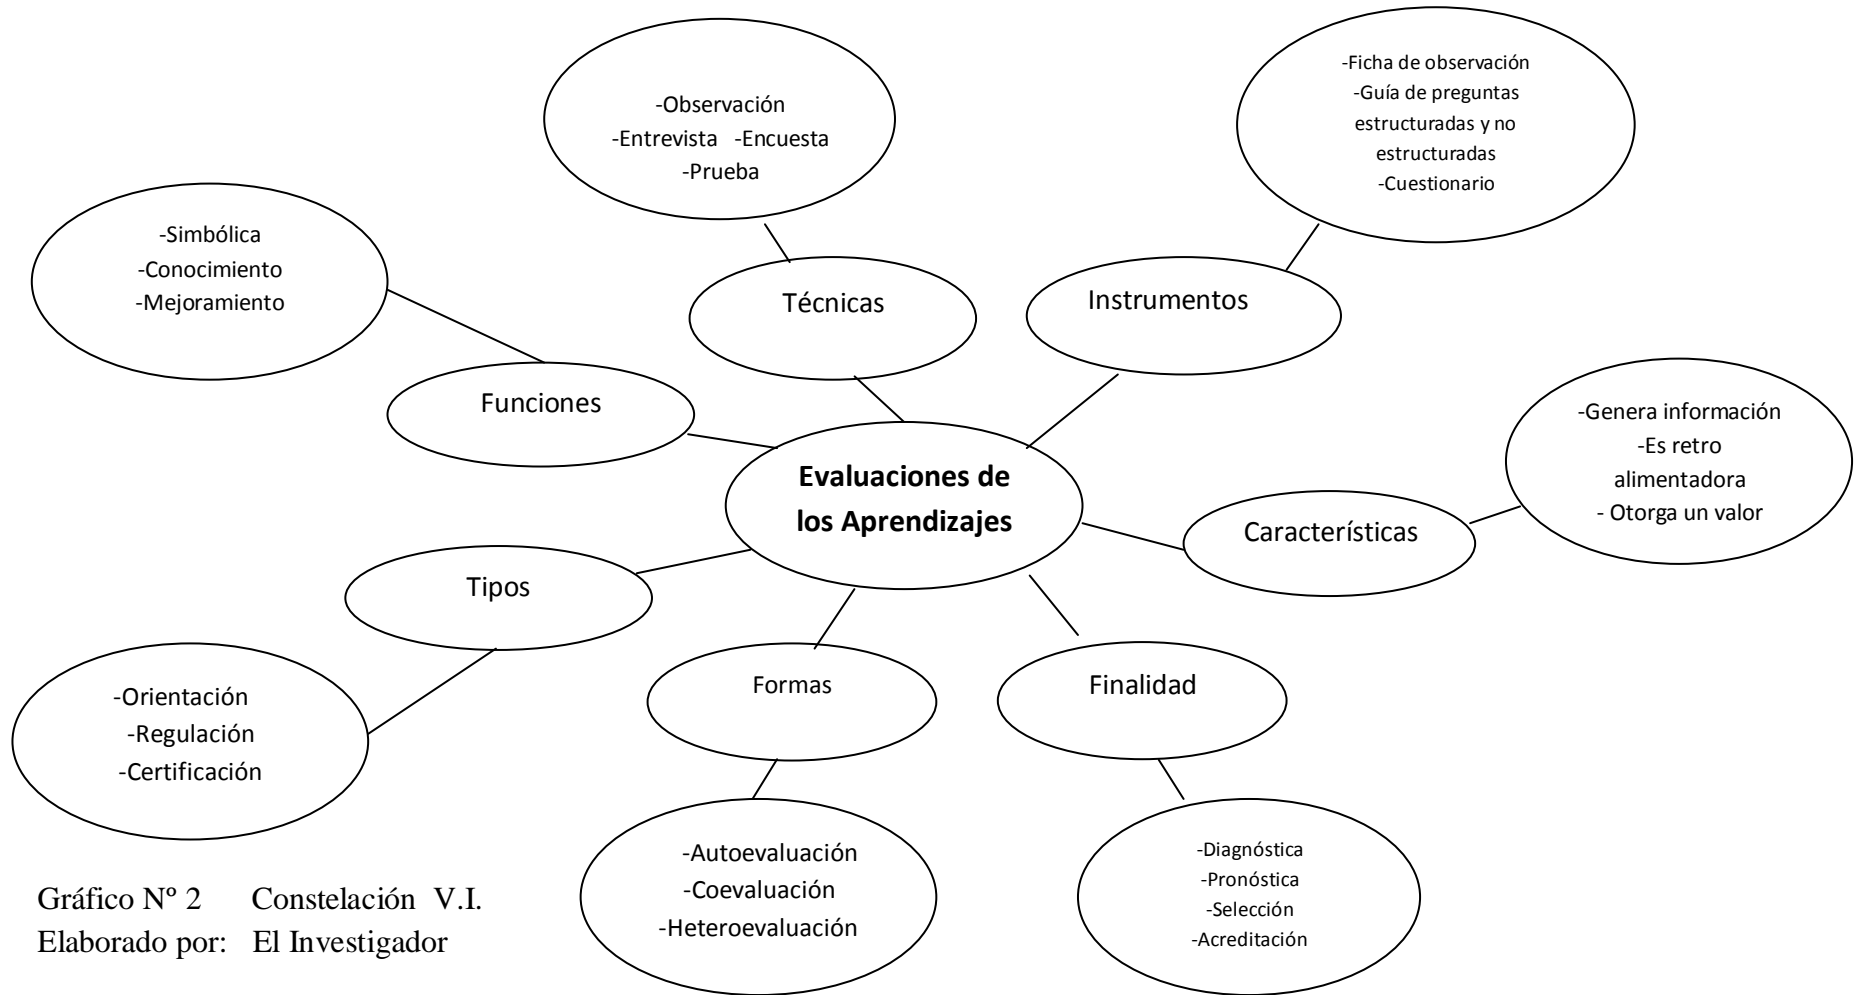 -Observación
-Entrevista   -Encuesta
-Prueba
-Ficha de observación
-Guía de preguntas
estructuradas y no
estructuradas
-Cuestionario
-Simbólica
-Conocimiento
-Mejoramiento
Técnicas
Instrumentos
Funciones
-Genera información
-Es retro
alimentadora
- Otorga un valor
Evaluaciones de
los Aprendizajes
Características
Tipos
Formas
Finalidad
-Orientación
-Regulación
-Certificación
-Autoevaluación
-Coevaluación
-Heteroevaluación
-Diagnóstica
-Pronóstica
-Selección
-Acreditación
Gráfico Nº 2      Constelación  V.I.
Elaborado por:   El Investigador